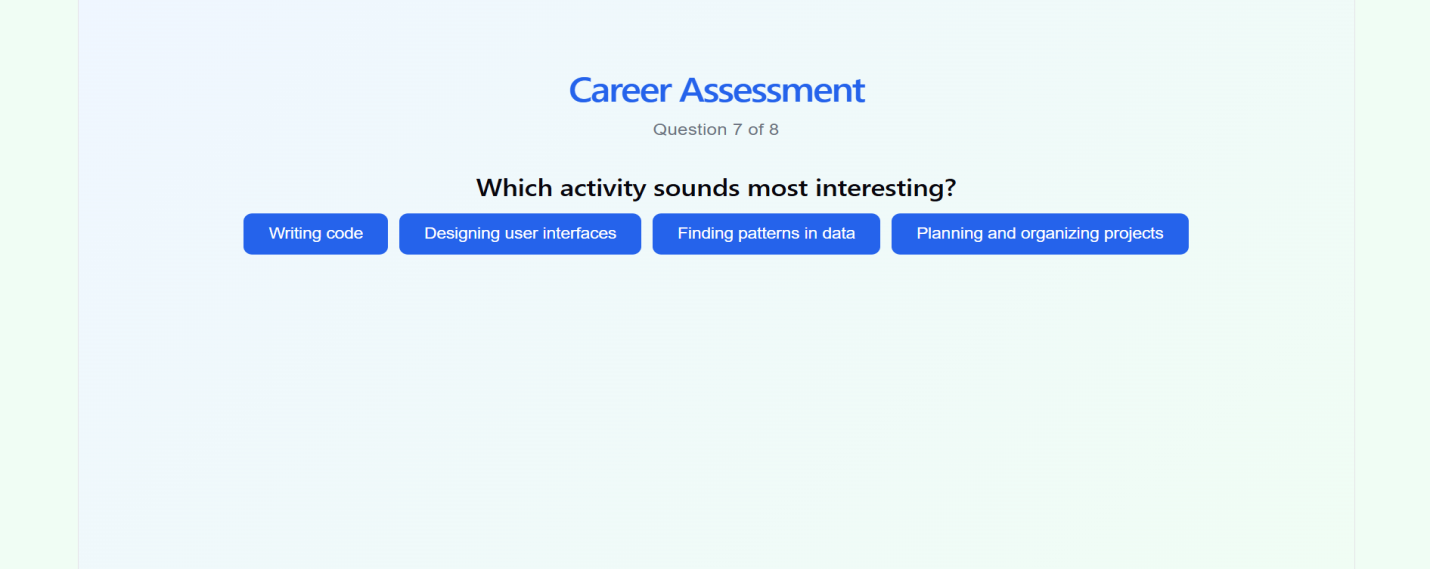 Career Assessment
Question 7 of 8
Which activity sounds most interesting?
Writing code Designing user interfaces Finding patterns in data Planning and organizing projects